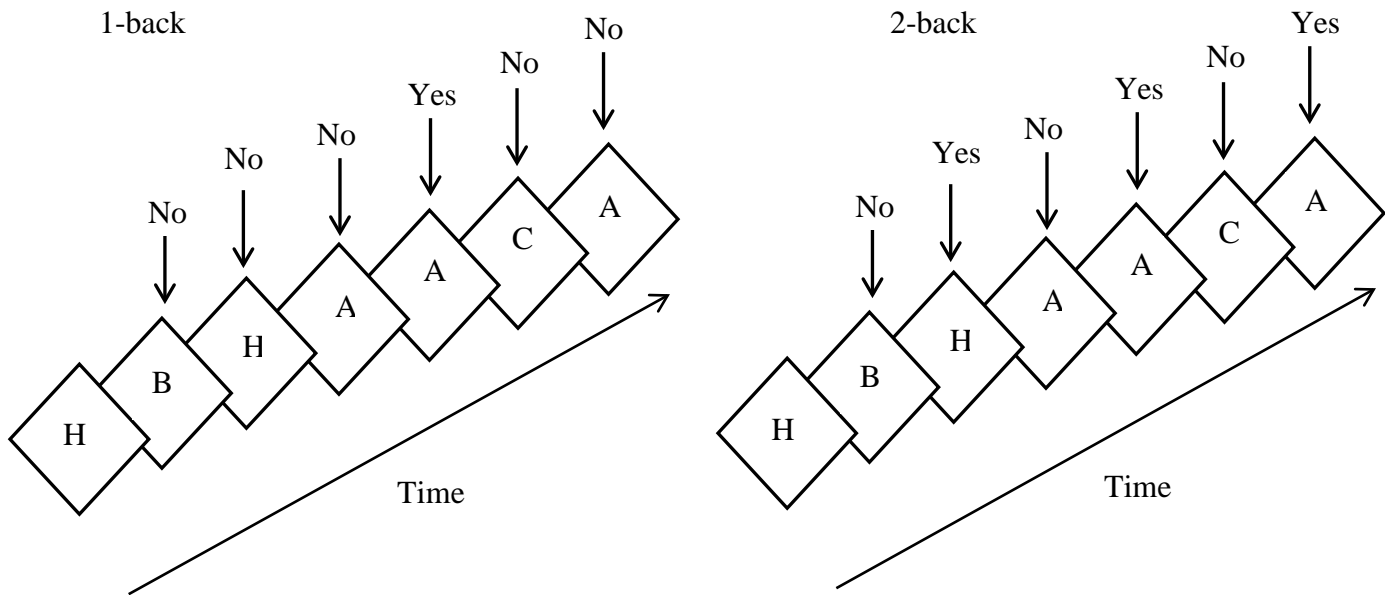 1-back
No
No
No
Yes
No
No
H
B
H
A
A
C
A
Time
2-back
No
Yes
No
Yes
No
Yes
H
B
H
A
A
C
A
Time